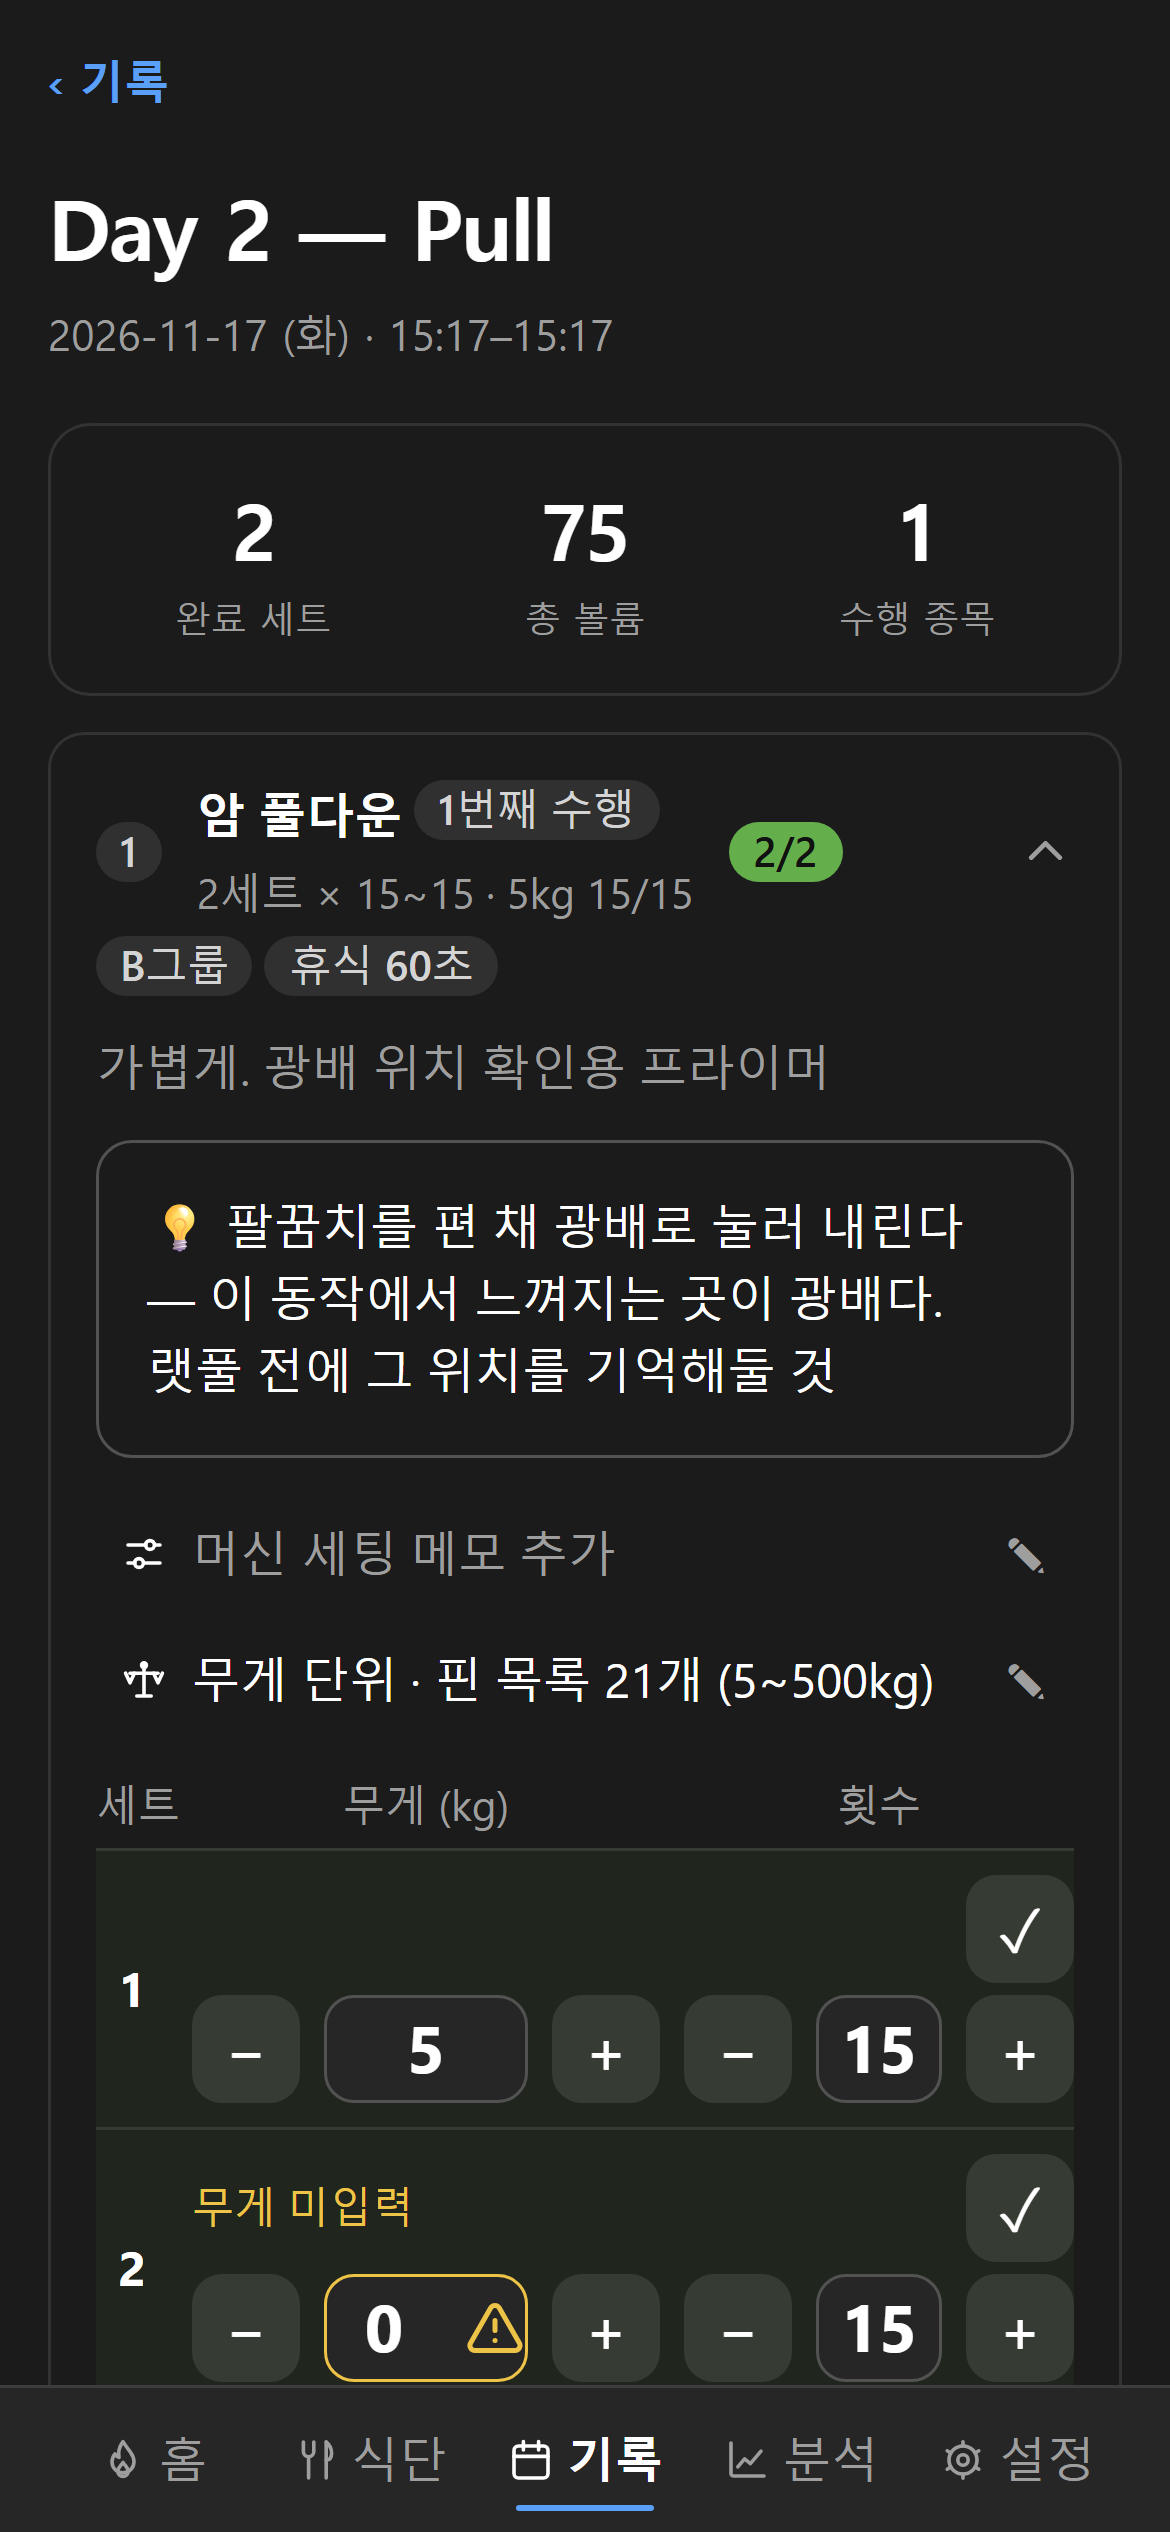 ‹ 기록
Day 2 — Pull
2026-11-17 (화) · 15:17–15:17
2 75 1
완료 세트 총 볼륨 수행 종목
1 암 풀다운 1번째 수행 2/2
2세트 × 15~15 · 5kg 15/15
B그룹 휴식 60초
가볍게. 광배 위치 확인용 프라이머
💡 팔꿈치를 편 채 광배로 눌러 내린다
— 이 동작에서 느껴지는 곳이 광배다.
랫풀 전에 그 위치를 기억해둘 것
머신 세팅 메모 추가
무게 단위 · 핀 목록 21개 (5~500kg)
세트 무게 (kg) 횟수
✓
1 − 5 + − 15 +
무게 미입력 ✓
2 − 0 + − 15 +
홈 식단 기록 분석 설정